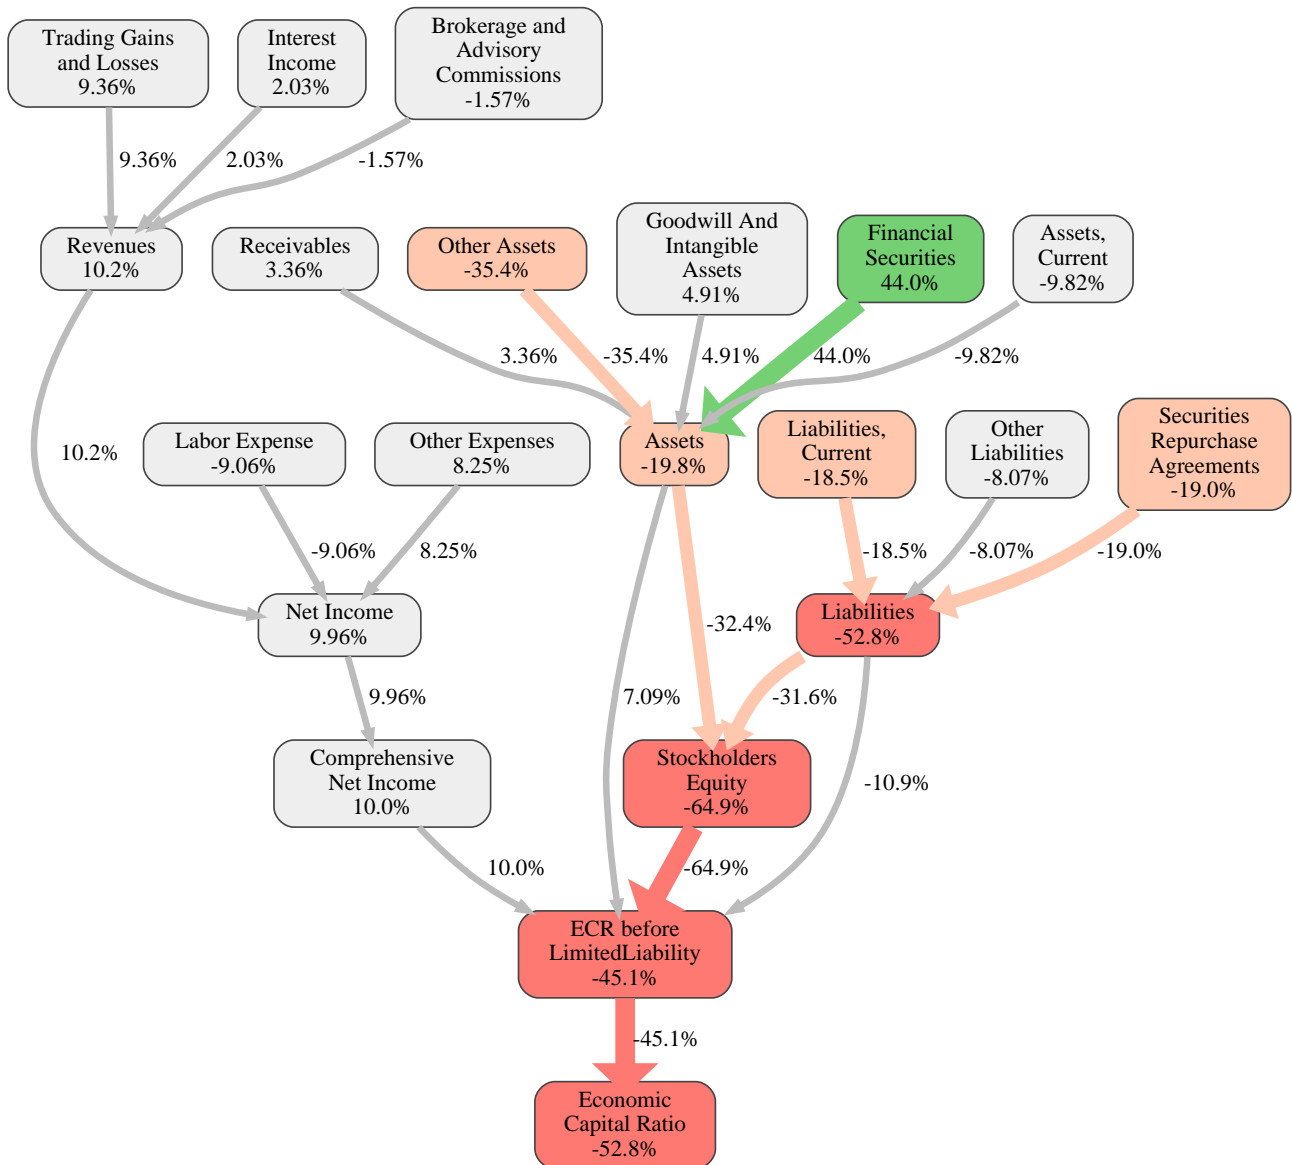 Trading Gains
and Losses
9.36%
Interest
Income
2.03%
Brokerage and
Advisory
Commissions
-1.57%
9.36%
2.03%
-1.57%
Revenues
10.2%
Receivables
3.36%
Other Assets
-35.4%
Goodwill And
Intangible
Assets
4.91%
Financial
Securities
44.0%
Assets,
Current
-9.82%
3.36%
-35.4%
4.91%
44.0%
-9.82%
10.2%
Labor Expense
-9.06%
Other Expenses
8.25%
Assets
-19.8%
Liabilities,
Current
-18.5%
Other
Liabilities
-8.07%
Securities
Repurchase
Agreements
-19.0%
-9.06%
8.25%
-18.5%
-8.07%
-19.0%
Net Income
9.96%
-32.4%
Liabilities
-52.8%
9.96%
7.09%
-31.6%
Comprehensive
Net Income
10.0%
Stockholders
Equity
-64.9%
-10.9%
10.0%
-64.9%
ECR before
LimitedLiability
-45.1%
-45.1%
Economic
Capital Ratio
-52.8%